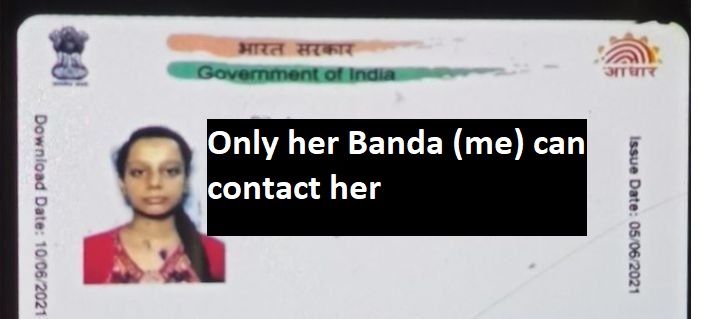 भारत सरकार
Government of India
आधार
Download Date: 10/06/2021
Only her Banda (me) can
contact her
Issue Date: 05/06/2021